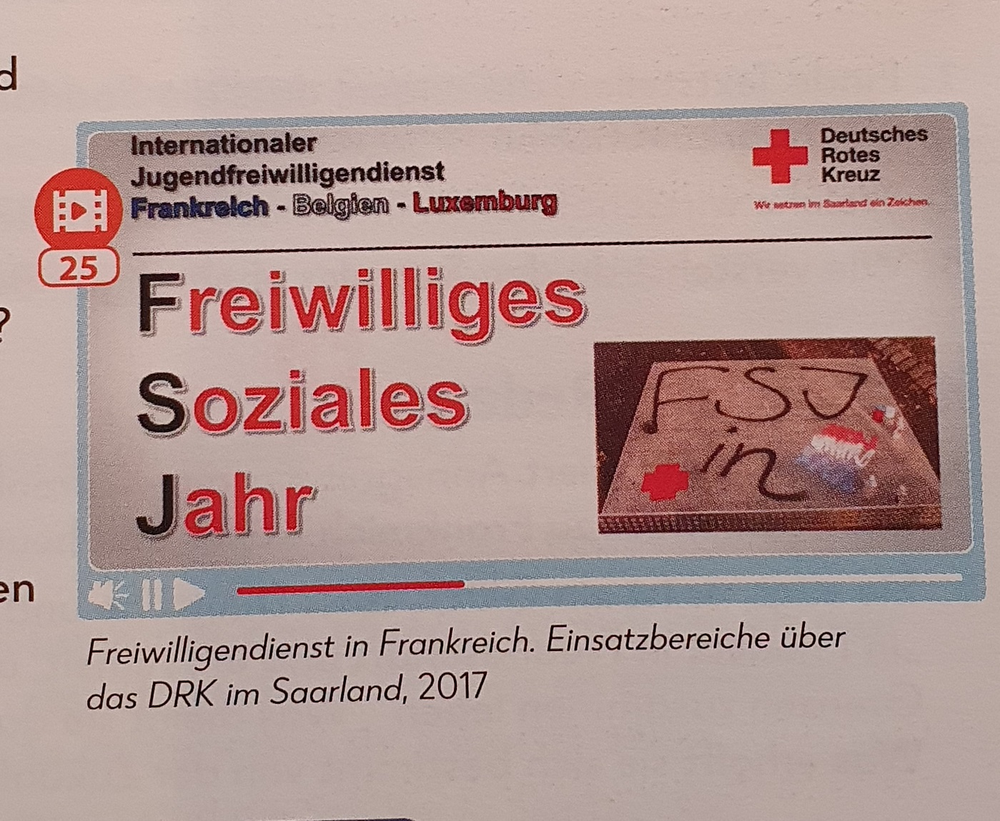 d
Internationaler
Jugendfreiwilligendienst
Frankreich - Belgien - Luxemburg
Deutsches
Rotes
Kreuz
Wir setzen im Saarland ein Zeichen.
25
Freiwilliges
Soziales
Jahr
FSJ
in
?
en
Freiwilligendienst in Frankreich. Einsatzbereiche über
das DRK im Saarland, 2017